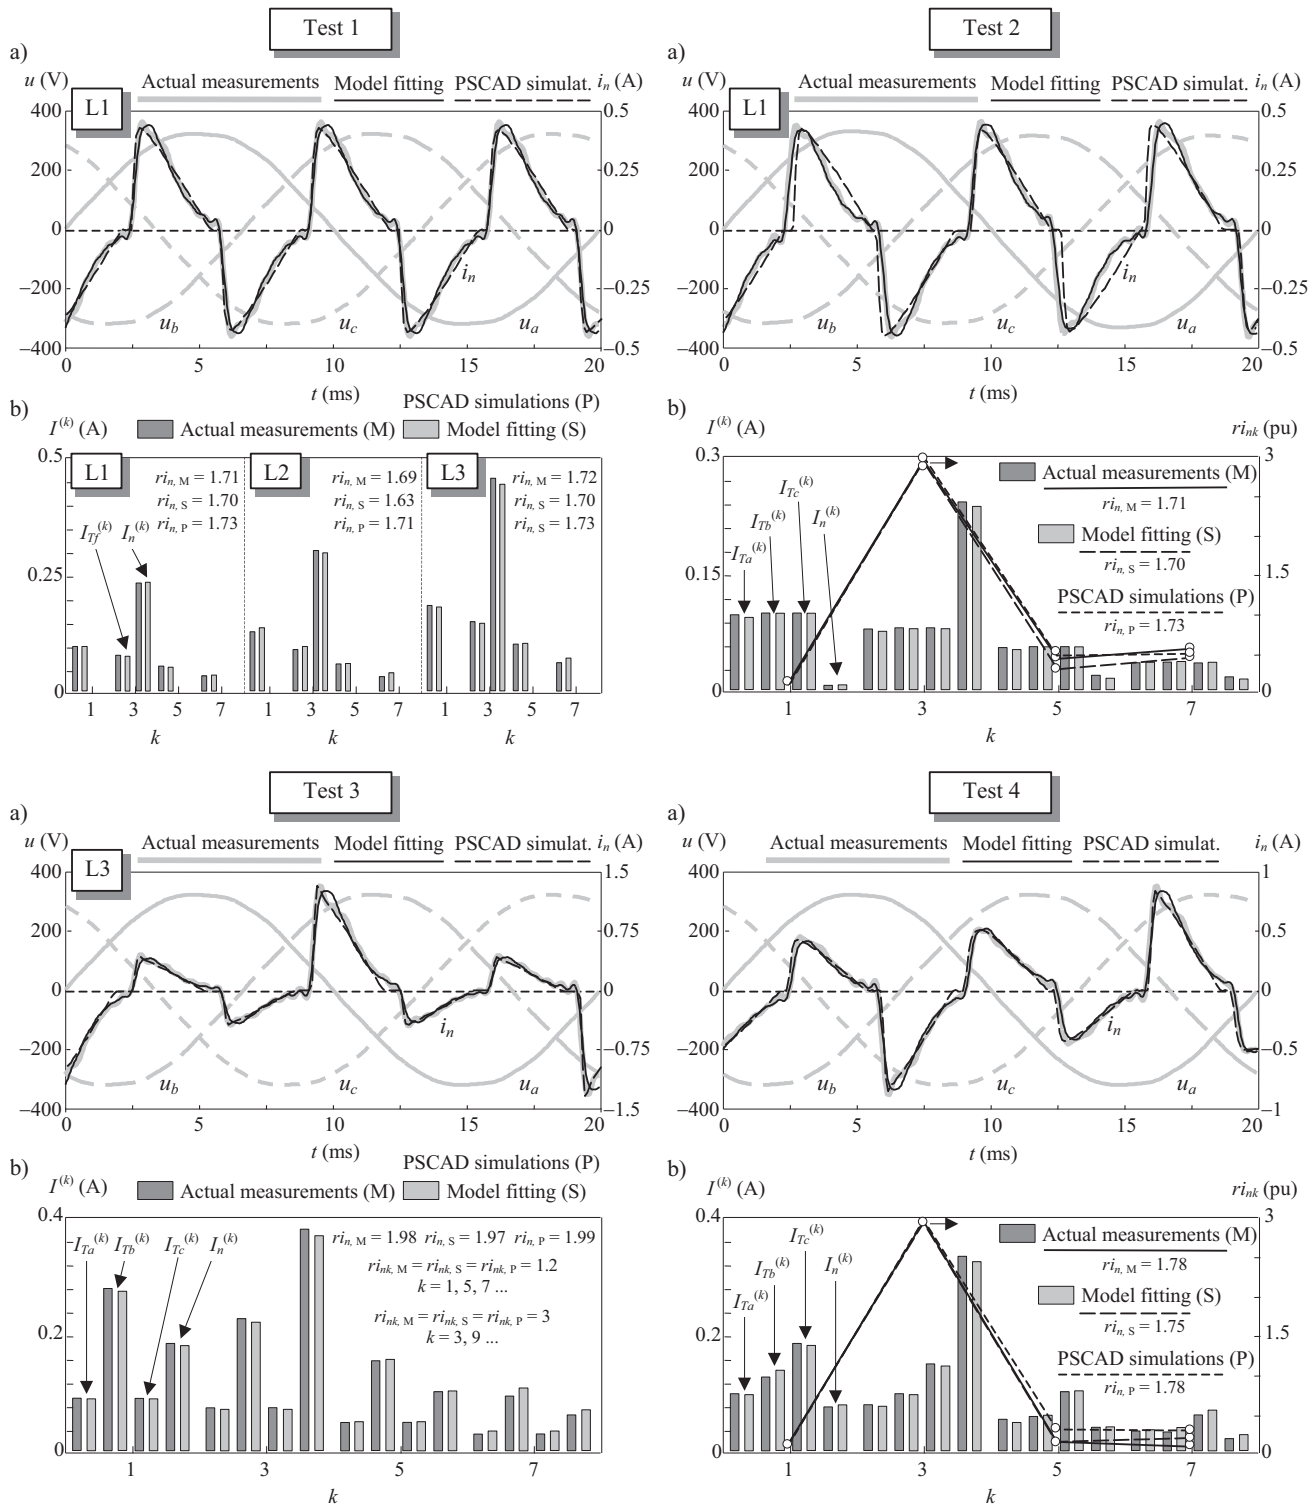 Test 1
a)
u (V) Actual measurements Model fitting PSCAD simulat. i_n (A)
L1
400 0.5
200 0.25
0 0
i_n
−200 −0.25
u_b u_c u_a
−400 −0.5
0 5 10 15 20
t (ms)
b) PSCAD simulations (P)
I^(k) (A) Actual measurements (M) Model fitting (S)
0.5
L1 L2 L3
ri_n, M = 1.71 ri_n, M = 1.69 ri_n, M = 1.72
ri_n, S = 1.70 ri_n, S = 1.63 ri_n, S = 1.70
ri_n, P = 1.73 ri_n, P = 1.71 ri_n, S = 1.73
I_Tf^(k) I_n^(k)
0.25
0
1 3 5 7 1 3 5 7 1 3 5 7
k k k
Test 2
a)
u (V) Actual measurements Model fitting PSCAD simulat. i_n (A)
L1
400 0.5
200 0.25
0 0
i_n
−200 −0.25
u_b u_c u_a
−400 −0.5
0 5 10 15 20
t (ms)
b)
I^(k) (A) ri_nk (pu)
0.3 3
Actual measurements (M)
ri_n, M = 1.71
I_Tc^(k)
I_Tb^(k) I_n^(k)
Model fitting (S)
I_Ta^(k)
ri_n, S = 1.70
0.15 1.5
PSCAD simulations (P)
ri_n, P = 1.73
0 0
1 3 5 7
k
Test 3
a)
u (V) Actual measurements Model fitting PSCAD simulat. i_n (A)
L3
400 1.5
200 0.75
0 0
i_n
−200 −0.75
u_b u_c u_a
−400 −1.5
0 5 10 15 20
t (ms)
b) PSCAD simulations (P)
I^(k) (A) Actual measurements (M) Model fitting (S)
0.4
I_Ta^(k) I_Tb^(k) I_Tc^(k) I_n^(k)
ri_n, M = 1.98 ri_n, S = 1.97 ri_n, P = 1.99
ri_nk, M = ri_nk, S = ri_nk, P = 1.2
k = 1, 5, 7 ...
ri_nk, M = ri_nk, S = ri_nk, P = 3
k = 3, 9 ...
0.2
0
1 3 5 7
k
Test 4
a)
u (V) Actual measurements Model fitting PSCAD simulat. i_n (A)
400 1
200 0.5
0 0
i_n
−200 −0.5
u_b u_c u_a
−400 −1
0 5 10 15 20
t (ms)
b)
I^(k) (A) ri_nk (pu)
0.4 3
Actual measurements (M)
ri_n, M = 1.78
I_Tc^(k)
I_Tb^(k) I_n^(k)
Model fitting (S)
I_Ta^(k)
ri_n, S = 1.75
0.2 1.5
PSCAD simulations (P)
ri_n, P = 1.78
0 0
1 3 5 7
k